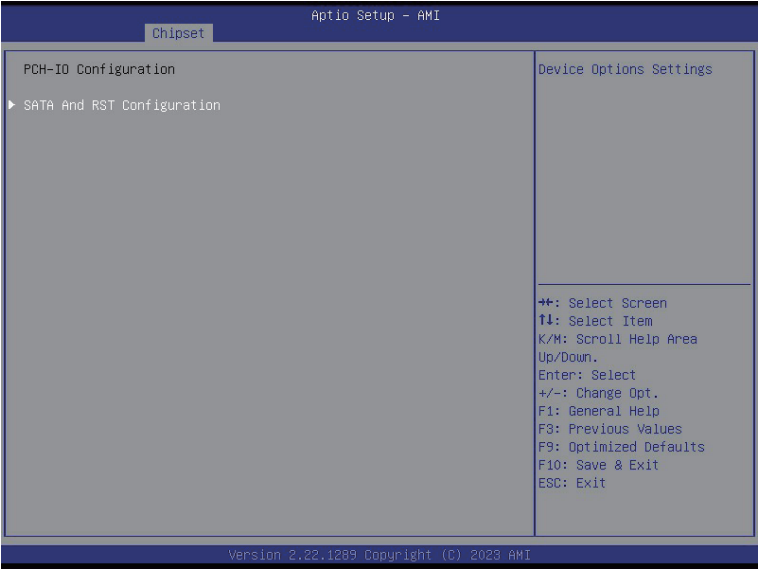 Aptio Setup – AMI
Chipset
PCH-IO Configuration
▶ SATA And RST Configuration
Device Options Settings
→←: Select Screen
↑↓: Select Item
K/M: Scroll Help Area
Up/Down.
Enter: Select
+/-: Change Opt.
F1: General Help
F3: Previous Values
F9: Optimized Defaults
F10: Save & Exit
ESC: Exit
Version 2.22.1289 Copyright (C) 2023 AMI